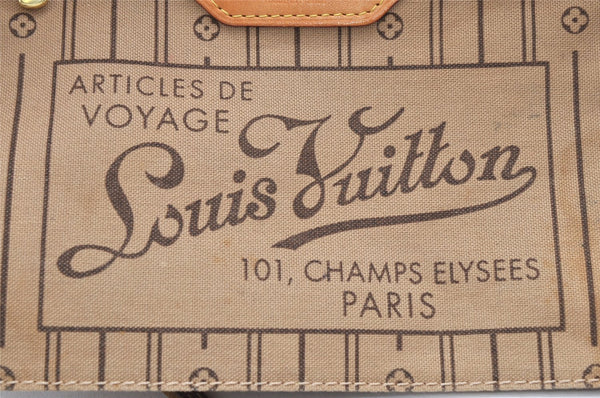 ARTICLES DE
VOYAGE
Louis Vuitton
101, CHAMPS ELYSEES
PARIS